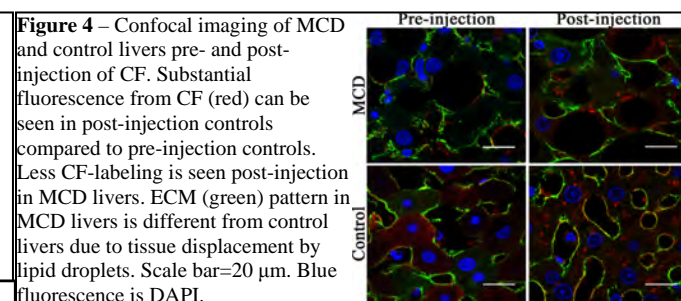 Figure 4 – Confocal imaging of MCD
and control livers pre- and post-
injection of CF. Substantial
fluorescence from CF (red) can be
seen in post-injection controls
compared to pre-injection controls.
Less CF-labeling is seen post-injection
in MCD livers. ECM (green) pattern in
MCD livers is different from control
livers due to tissue displacement by
lipid droplets. Scale bar=20 μm. Blue
fluorescence is DAPI.
Pre-injection
Post-injection
MCD
Control